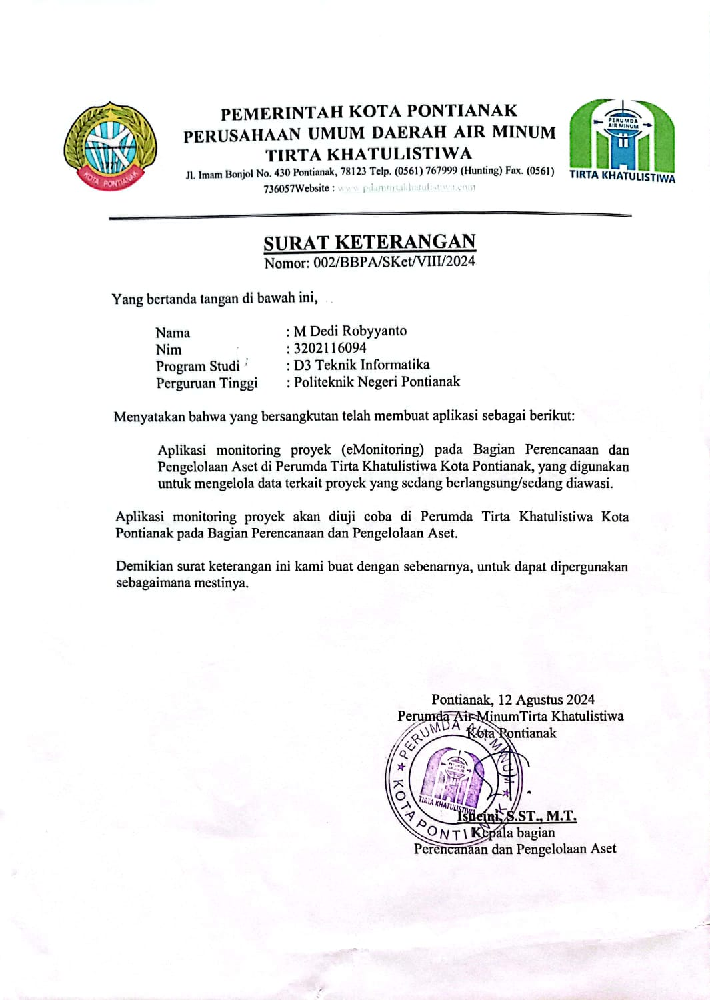 PEMERINTAH KOTA PONTIANAK
PERUSAHAAN UMUM DAERAH AIR MINUM
TIRTA KHATULISTIWA
Jl. Imam Bonjol No. 430 Pontianak, 78123 Telp. (0561) 767999 (Hunting) Fax. (0561)
736057Website : www.pdamtirtakhatulistiwa.com
1771
KOTA PONTIANAK
PERUMDA
AIR MINUM
TIRTA KHATULISTIWA
SURAT KETERANGAN
Nomor: 002/BBPA/SKet/VIII/2024
Yang bertanda tangan di bawah ini,
Nama : M Dedi Robyyanto
Nim : 3202116094
Program Studi : D3 Teknik Informatika
Perguruan Tinggi : Politeknik Negeri Pontianak
Menyatakan bahwa yang bersangkutan telah membuat aplikasi sebagai berikut:
Aplikasi monitoring proyek (eMonitoring) pada Bagian Perencanaan dan
Pengelolaan Aset di Perumda Tirta Khatulistiwa Kota Pontianak, yang digunakan
untuk mengelola data terkait proyek yang sedang berlangsung/sedang diawasi.
Aplikasi monitoring proyek akan diuji coba di Perumda Tirta Khatulistiwa Kota
Pontianak pada Bagian Perencanaan dan Pengelolaan Aset.
Demikian surat keterangan ini kami buat dengan sebenarnya, untuk dapat dipergunakan
sebagaimana mestinya.
Pontianak, 12 Agustus 2024
Perumda Air MinumTirta Khatulistiwa
Kota Pontianak
PERUMDA AIR MINUM
PERUMDA
AIR MINUM
TIRTA KHATULISTIWA
KOTA PONTIANAK
Isneini, S.ST., M.T.
Kepala bagian
Perencanaan dan Pengelolaan Aset